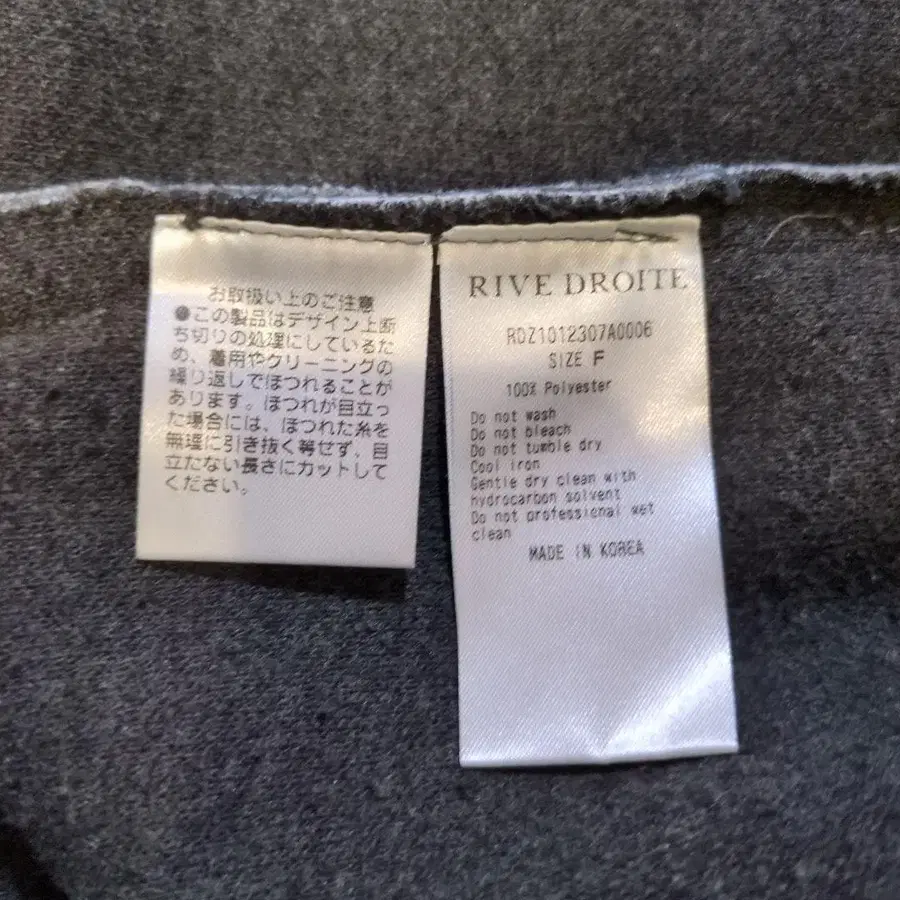 お取扱い上のご注意
●この製品はデザイン上断
ち切りの処理にしているた
め、着用やクリーニングの
繰り返しでほつれることが
あります。ほつれが目立っ
た場合には、ほつれた糸を
無理に引き抜く等せず、目
立たない長さにカットして
ください。
RIVE DROITE
RDZ1012307A0006
SIZE F
100% Polyester
Do not wash
Do not bleach
Do not tumble dry
Cool iron
Gentle dry clean with
hydrocarbon solvent
Do not professional wet
clean
MADE IN KOREA